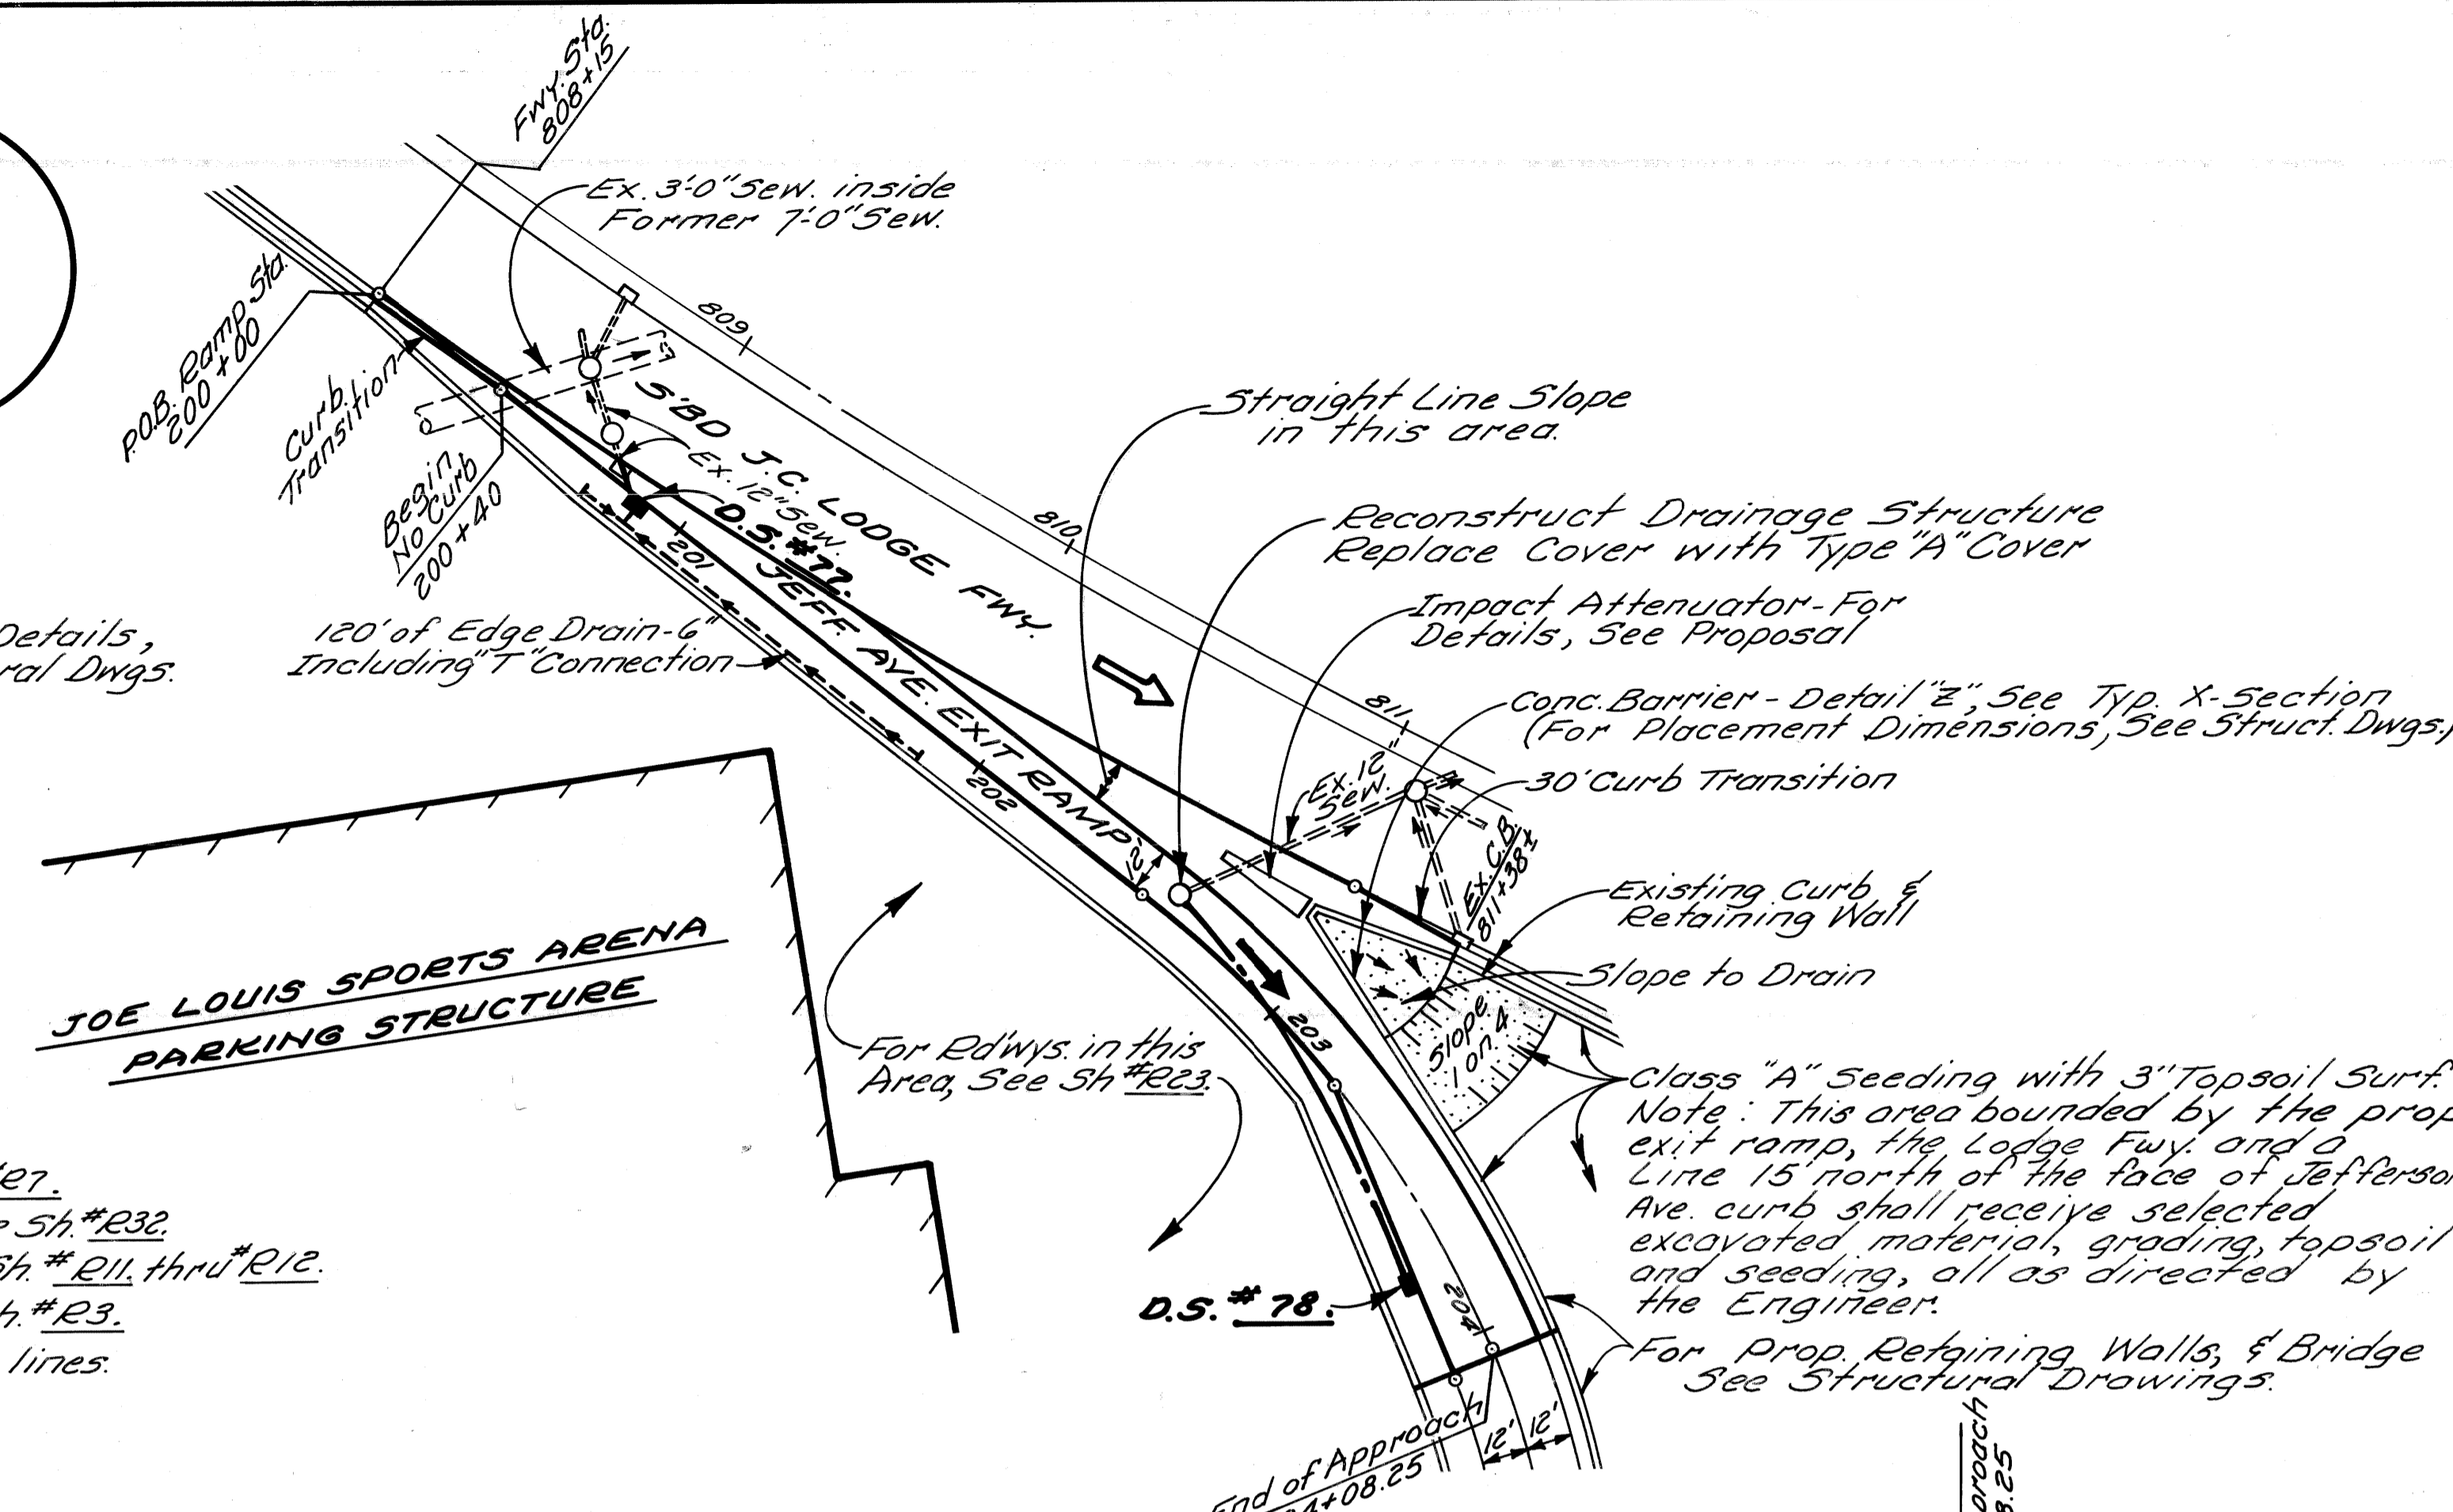 Fwy. Sta.
808+15
Ex. 3'-0" Sew. inside
Former 7'-0" Sew.
P.O.B. Ramp Sta.
200+00
Curb
Transition
Begin
No Curb
200+40
809
S'BD J.C. LODGE FWY.
Ex. 12" Sew.
D.S. #77.
201
JEFF. AVE. EXIT RAMP
810
Straight Line Slope
in this area.
Reconstruct Drainage Structure
Replace Cover with Type "A" Cover
Impact Attenuator-For
Details, See Proposal
Details,
Dwgs.
120' of Edge Drain-6"
Including "T" Connection
811
Conc. Barrier - Detail "Z", See Typ. X-Section
(For Placement Dimensions, See Struct. Dwgs.)
30' Curb Transition
Ex. 12"
Sew.
202
12'
Ex. C.B.
811+38±
Existing Curb &
Retaining Wall
Slope to Drain
JOE LOUIS SPORTS ARENA
PARKING STRUCTURE
Slope
1 on 4
203
For Rdwys. in this
Area, See Sh #R23.
Class "A" Seeding with 3" Topsoil Surf.
Note: This area bounded by the prop
exit ramp, the Lodge Fwy. and a
Line 15' north of the face of Jefferson
Ave. curb shall receive selected
excavated material, grading, topsoil
and seeding, all as directed by
the Engineer.
R7.
Sh. #R32.
Sh. #R11. thru #R12.
#R3.
lines.
D.S. #78.
204
For Prop. Retaining Walls, & Bridge
See Structural Drawings.
End of Approach
+08.25
12' 12'